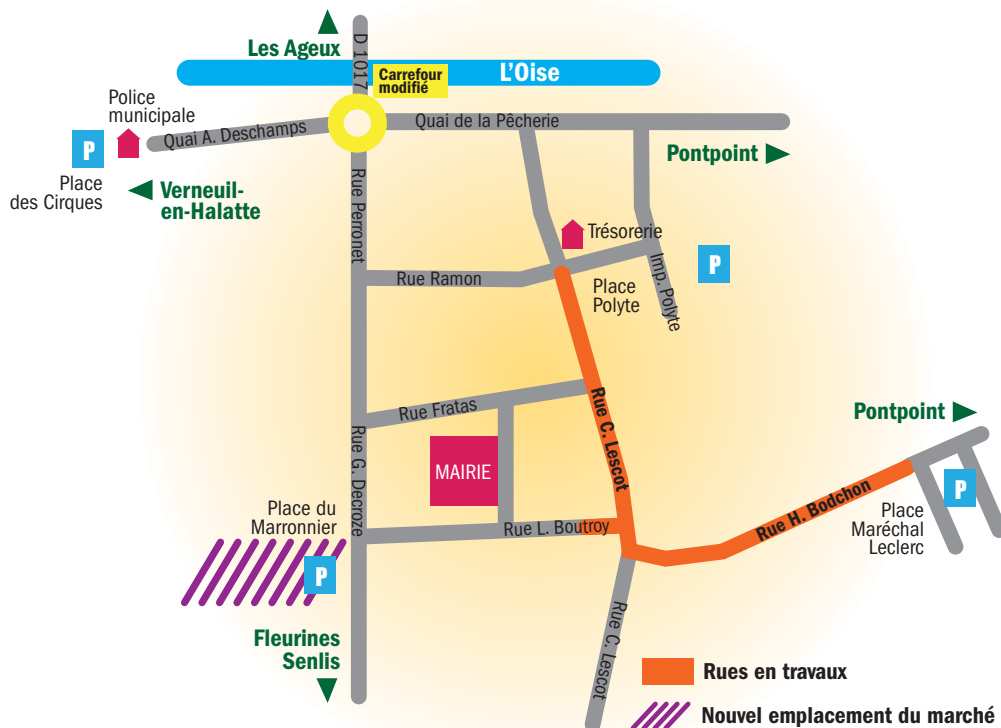 Les Ageux
D 1017
L'Oise
Carrefour
modifié
Police
municipale
Quai A. Deschamps
Quai de la Pêcherie
P
Place
des Cirques
Verneuil-
en-Halatte
Pontpoint
Rue Perronet
Trésorerie
P
Rue Ramon
Place
Polyte
Imp. Polyte
Rue Fratas
Rue C. Lescot
Pontpoint
Rue G. Decroze
MAIRIE
P
Place du
Marronnier
Rue L. Boutroy
Rue H. Bodchon
Place
Maréchal
Leclerc
P
Fleurines
Senlis
Rue C. Lescot
Rues en travaux
Nouvel emplacement du marché